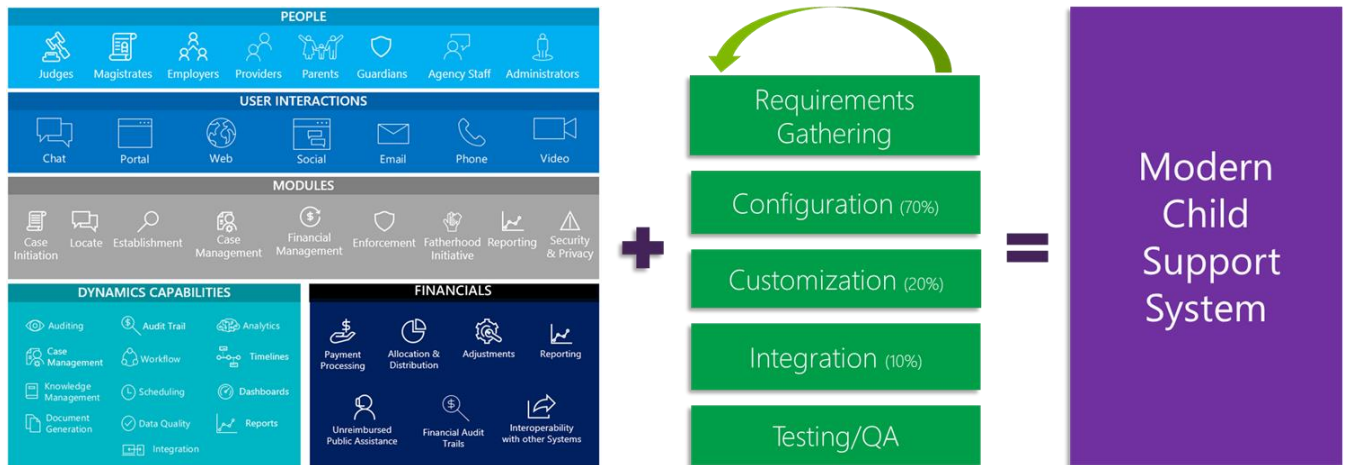 PEOPLE
Judges Magistrates Employers Providers Parents Guardians Agency Staff Administrators
USER INTERACTIONS
Chat Portal Web Social Email Phone Video
MODULES
Case
Initiation
Locate
Establishment
Case
Management
Financial
Management
Enforcement
Fatherhood
Initiative
Reporting
Security
& Privacy
DYNAMICS CAPABILITIES
Auditing Audit Trail Analytics
Case
Management
Workflow
Timelines
Knowledge
Management
Scheduling
Dashboards
Document
Generation
Data Quality
Reports
Integration
FINANCIALS
Payment
Processing
Allocation &
Distribution
Adjustments
Reporting
Unreimbursed
Public Assistance
Financial Audit
Trails
Interoperability
with other Systems
+
Requirements
Gathering
Configuration (70%)
Customization (20%)
Integration (10%)
Testing/QA
=
Modern
Child
Support
System